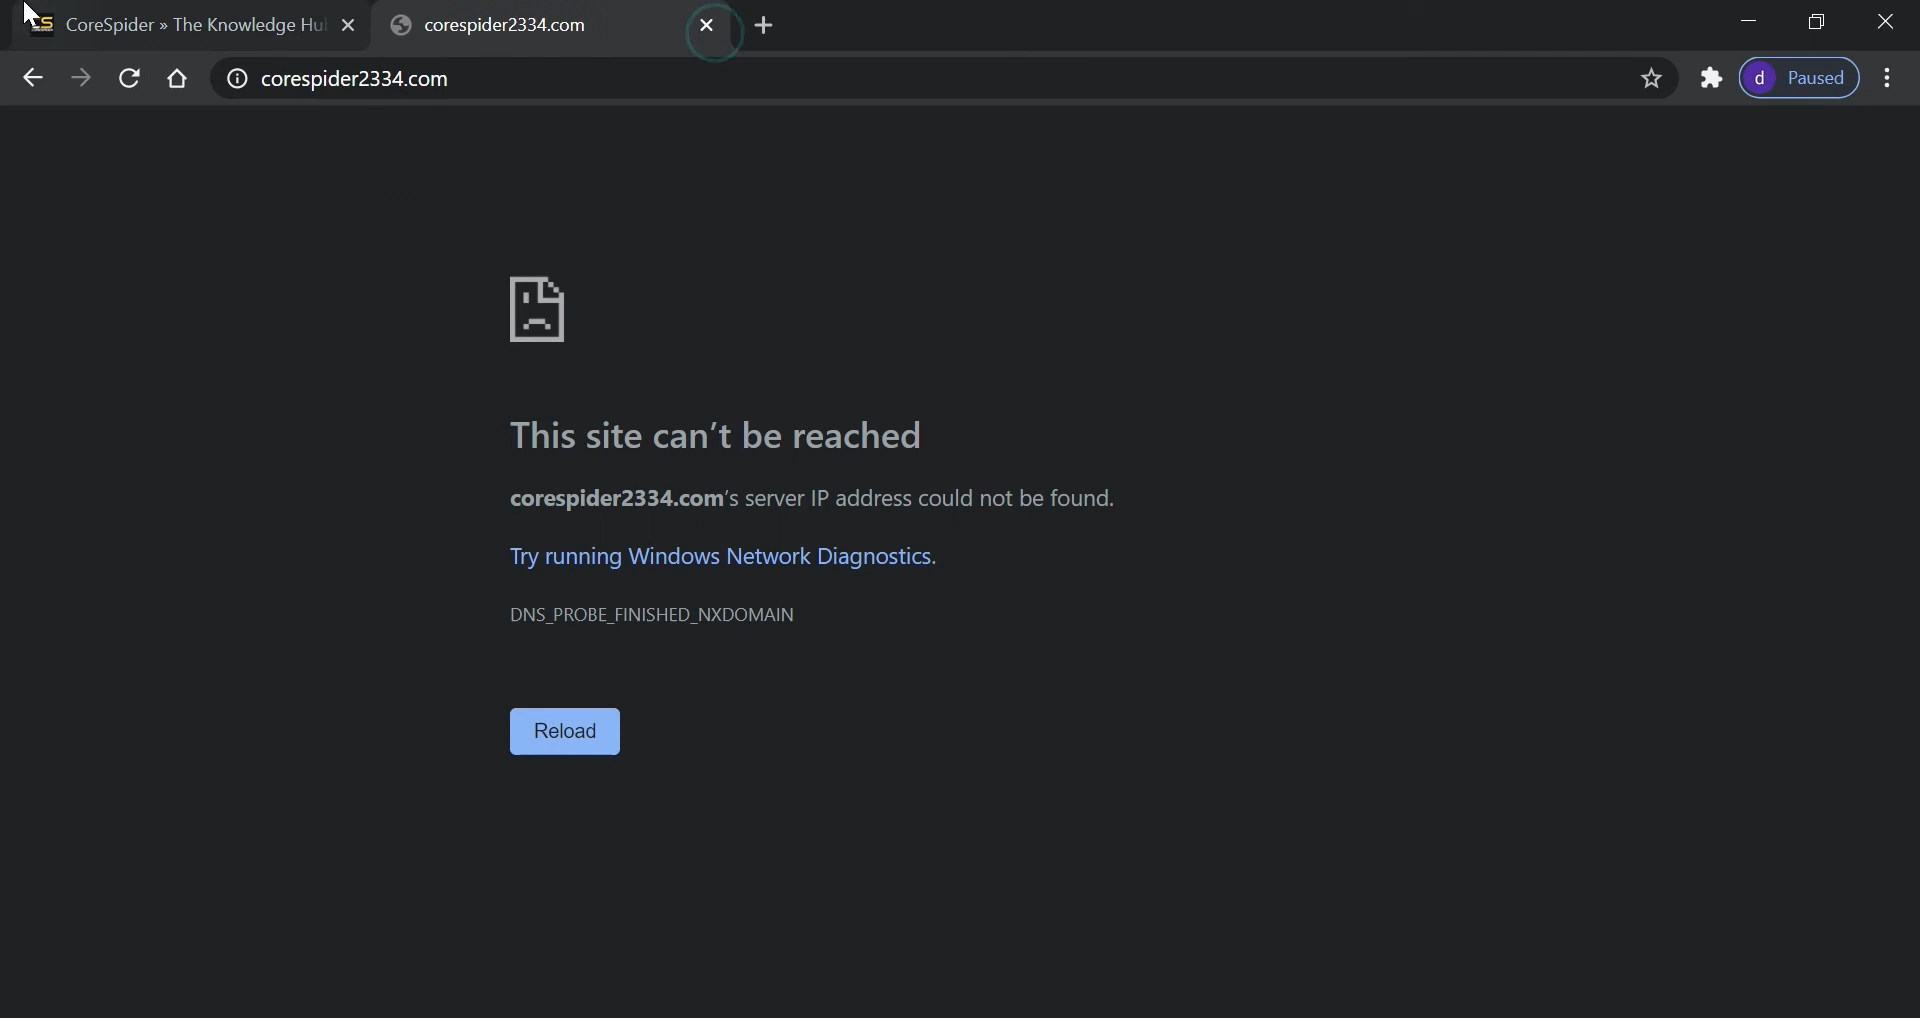 CoreSpider » The Knowledge Hu
corespider2334.com
corespider2334.com
d
Paused
This site can’t be reached
corespider2334.com’s server IP address could not be found.
Try running Windows Network Diagnostics.
DNS_PROBE_FINISHED_NXDOMAIN
Reload